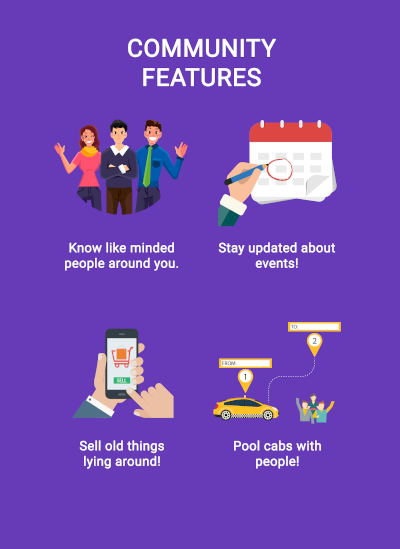 COMMUNITY
FEATURES
Know like minded
people around you.
Stay updated about
events!
SELL
Sell old things
lying around!
TO
2
FROM
1
Pool cabs with
people!